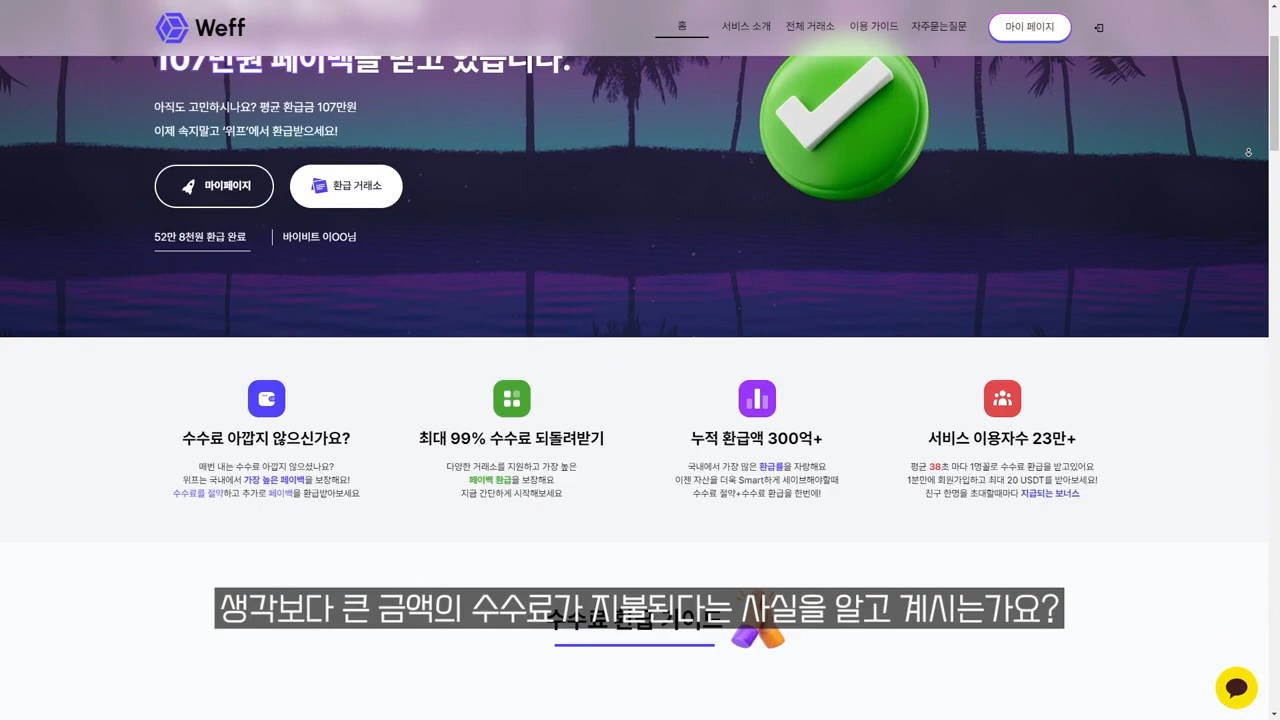 Weff
홈
서비스 소개
전체 거래소
이용 가이드
자주묻는질문
마이 페이지
107만원 페이백을 받고 있습니다.
아직도 고민하시나요? 평균 환급금 107만원
이제 속지말고 '위프'에서 환급받으세요!
마이페이지
환급 거래소
52만 8천원 환급 완료
바이비트 이OO님
수수료 아깝지 않으신가요?
매번 내는 수수료 아깝지 않으셨나요?
위프는 국내에서 가장 높은 페이백을 보장해요!
수수료를 절약하고 추가로 페이백을 환급받아보세요
최대 99% 수수료 되돌려받기
다양한 거래소를 지원하고 가장 높은
페이백 환급을 보장해요
지금 간단하게 시작해보세요
누적 환급액 300억+
국내에서 가장 많은 환급률을 자랑해요
이젠 자산을 더욱 Smart하게 세이브해야할때
수수료 절약+수수료 환급을 한번에!
서비스 이용자수 23만+
평균 38초 마다 1명꼴로 수수료 환급을 받고있어요
1분만에 회원가입하고 최대 20 USDT를 받아보세요!
친구 한명을 초대할때마다 지급되는 보너스
생각보다 큰 금액의 수수료가 지불된다는 사실을 알고 계시는가요?
수수료 환급 가이드